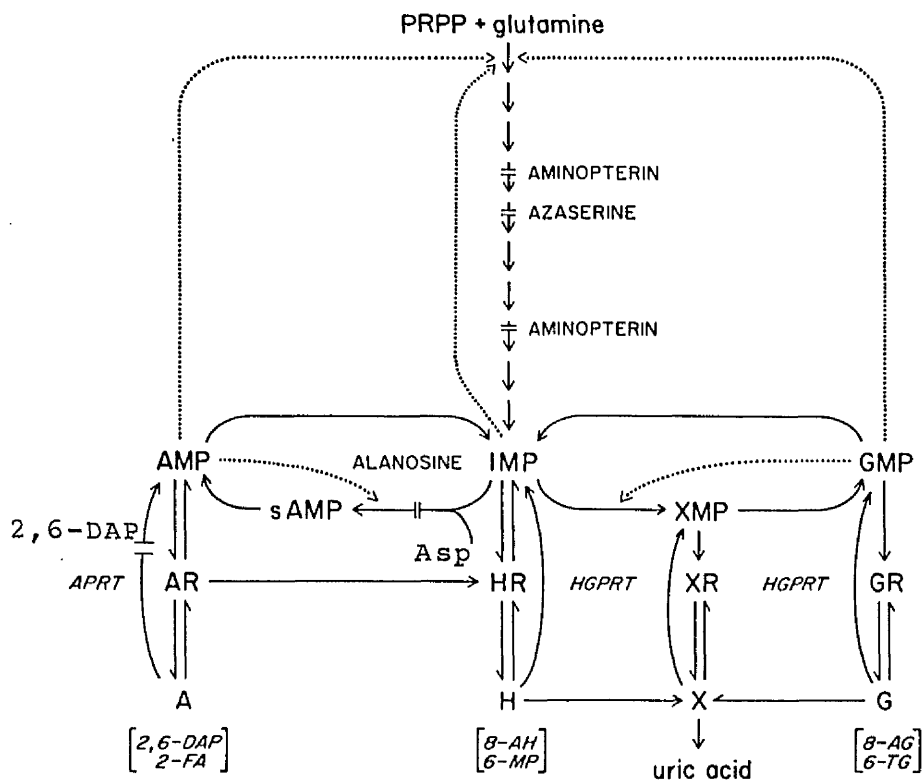 PRPP + glutamine
AMINOPTERIN
AZASERINE
AMINOPTERIN
AMP
ALANOSINE
IMP
GMP
sAMP
XMP
2,6-DAP
Asp
APRT
AR
HR
HGPRT
XR
HGPRT
GR
A
H
X
G
[2,6-DAP
2-FA]
[8-AH
6-MP]
uric acid
[8-AG
6-TG]